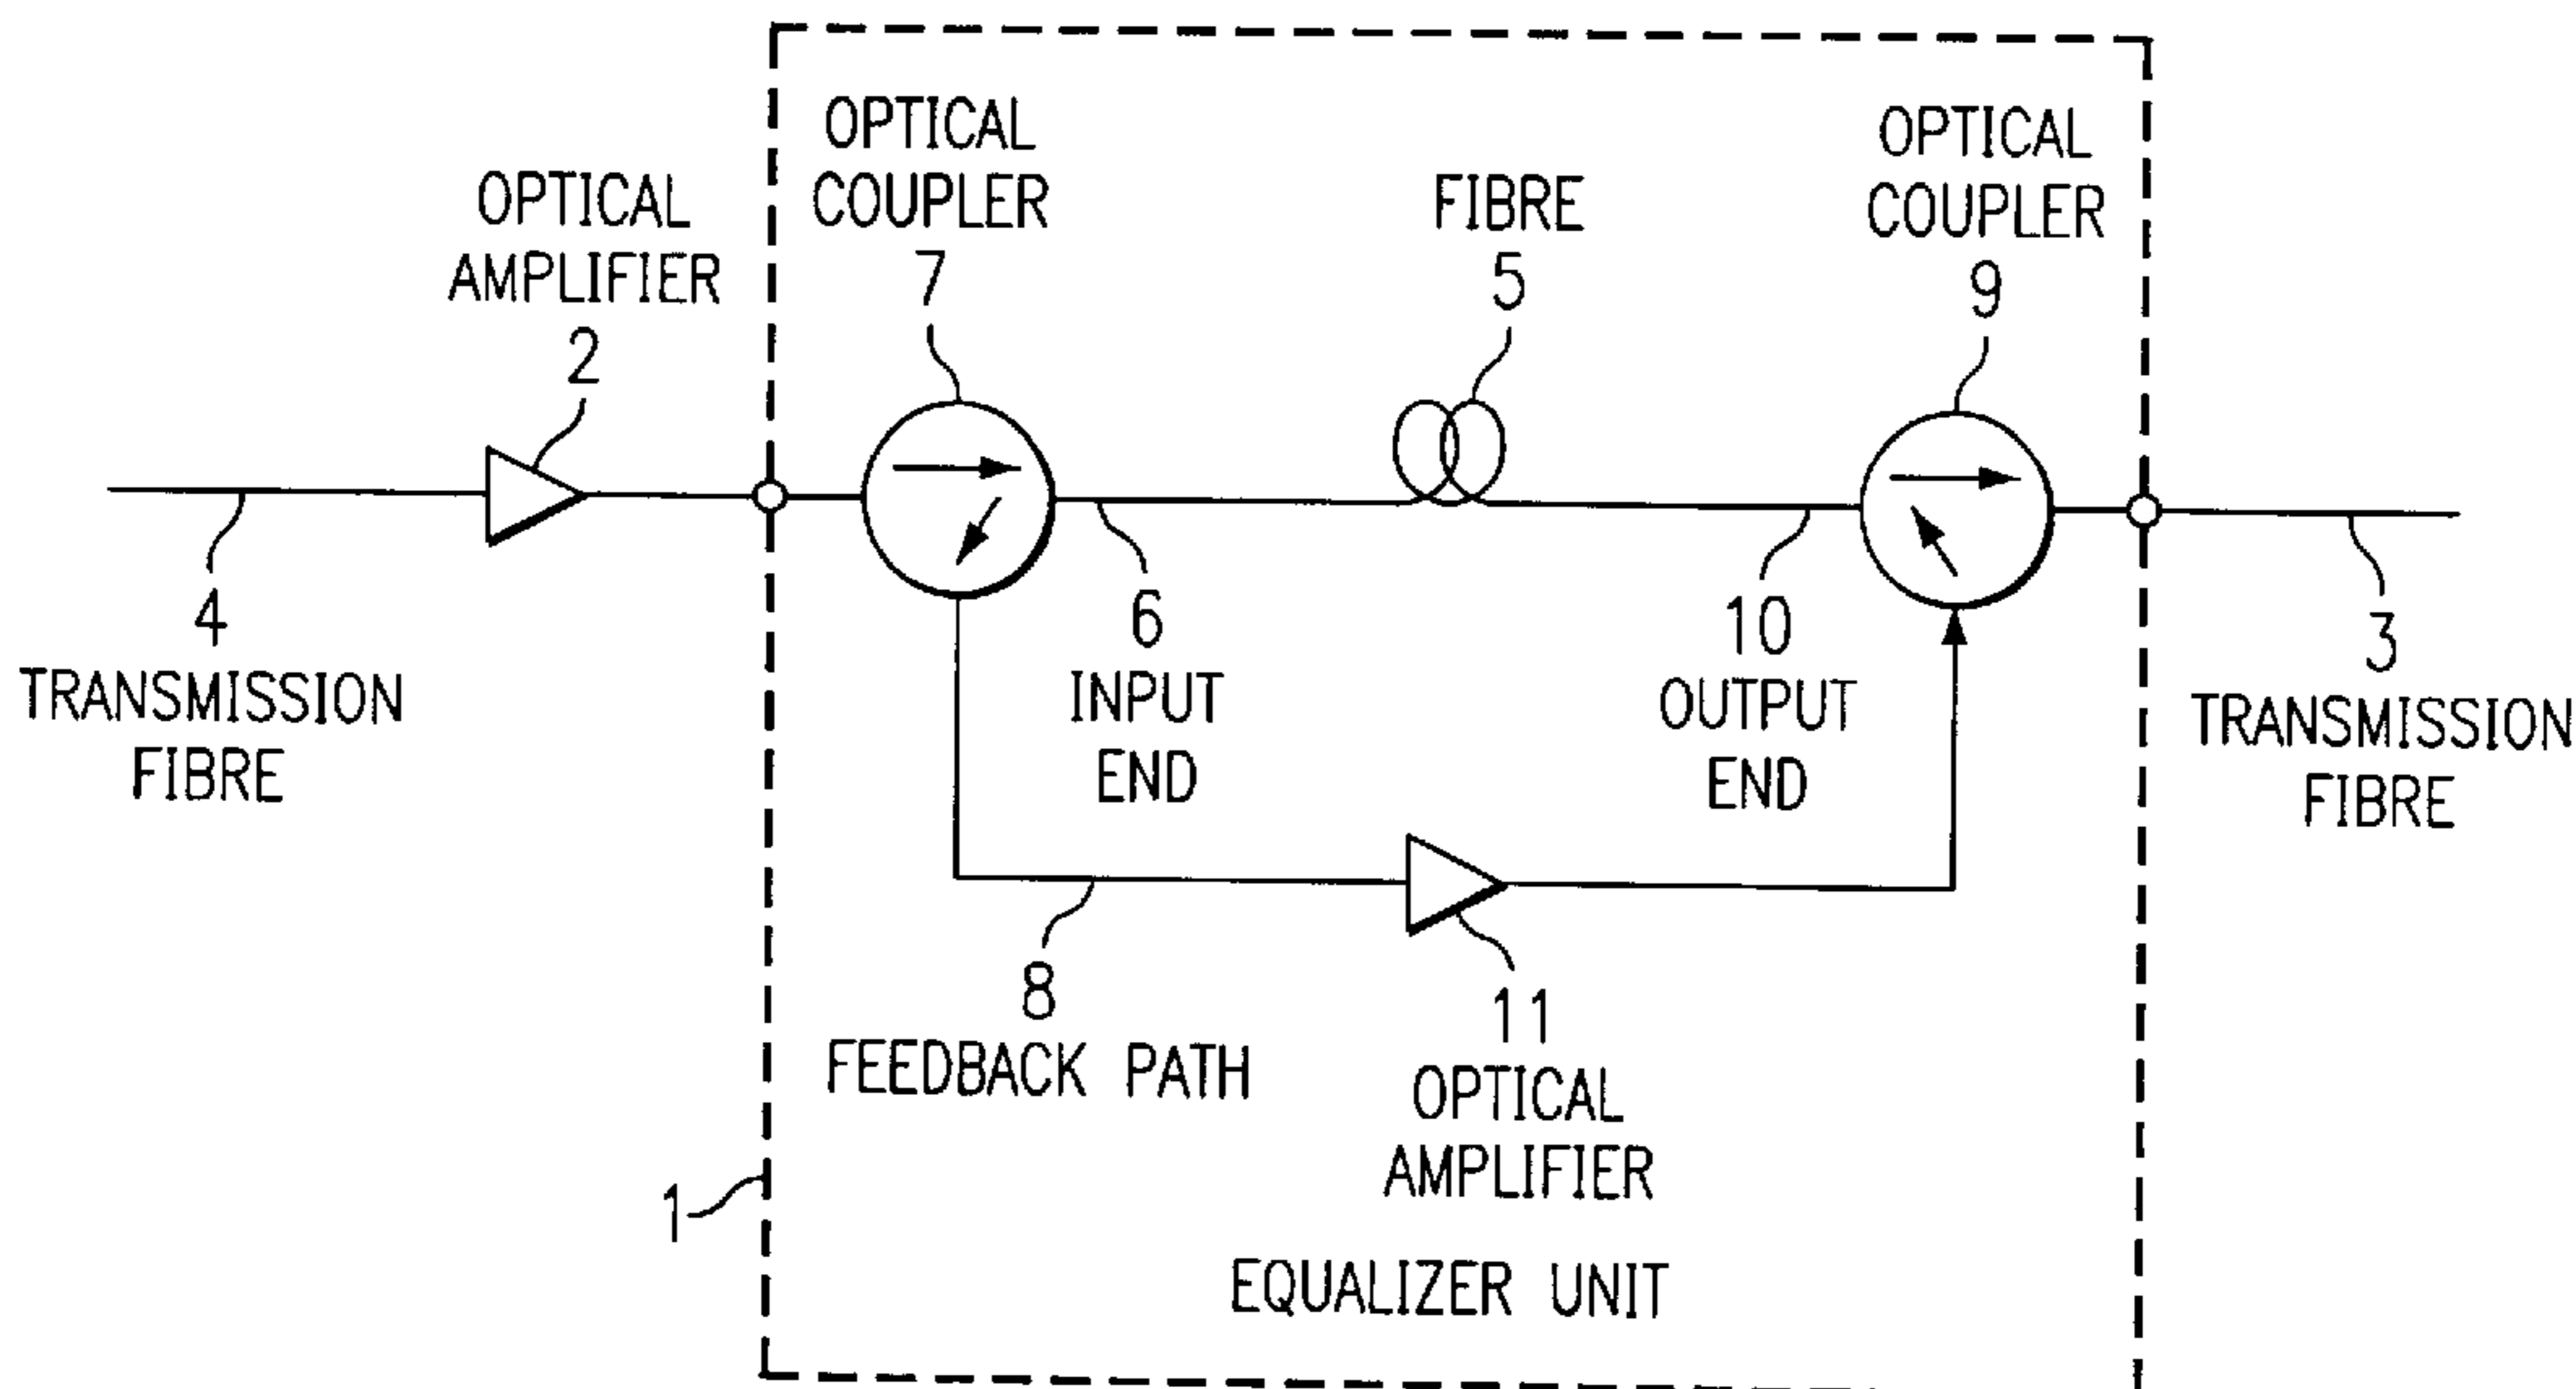 OPTICAL
AMPLIFIER
2
OPTICAL
COUPLER
7
FIBRE
5
OPTICAL
COUPLER
9
4
TRANSMISSION
FIBRE
6
INPUT
END
10
OUTPUT
END
3
TRANSMISSION
FIBRE
8
FEEDBACK PATH
11
OPTICAL
AMPLIFIER
1
EQUALIZER UNIT